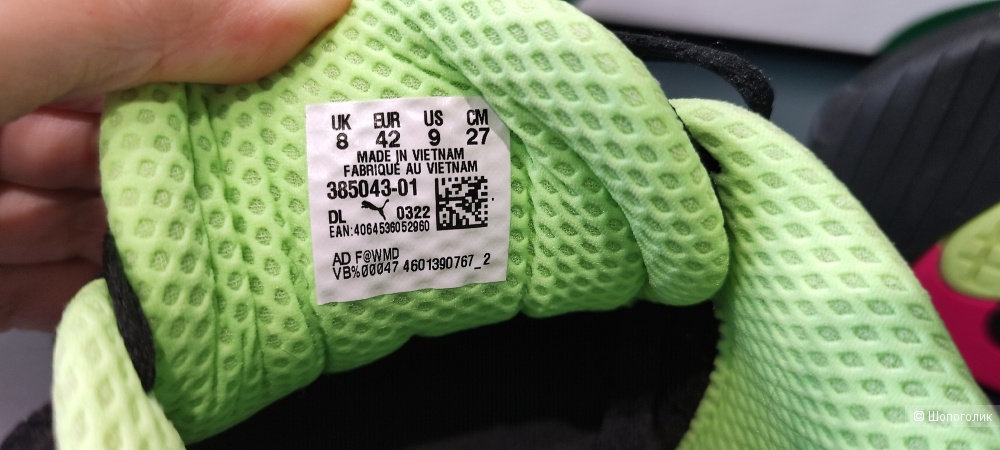 UK EUR US CM
8 42 9 27
MADE IN VIETNAM
FABRIQUÉ AU VIETNAM
385043-01
DL 0322
EAN:4064536052960
AD F@WMD
VB%00047 4601390767_2
© Шопоголик